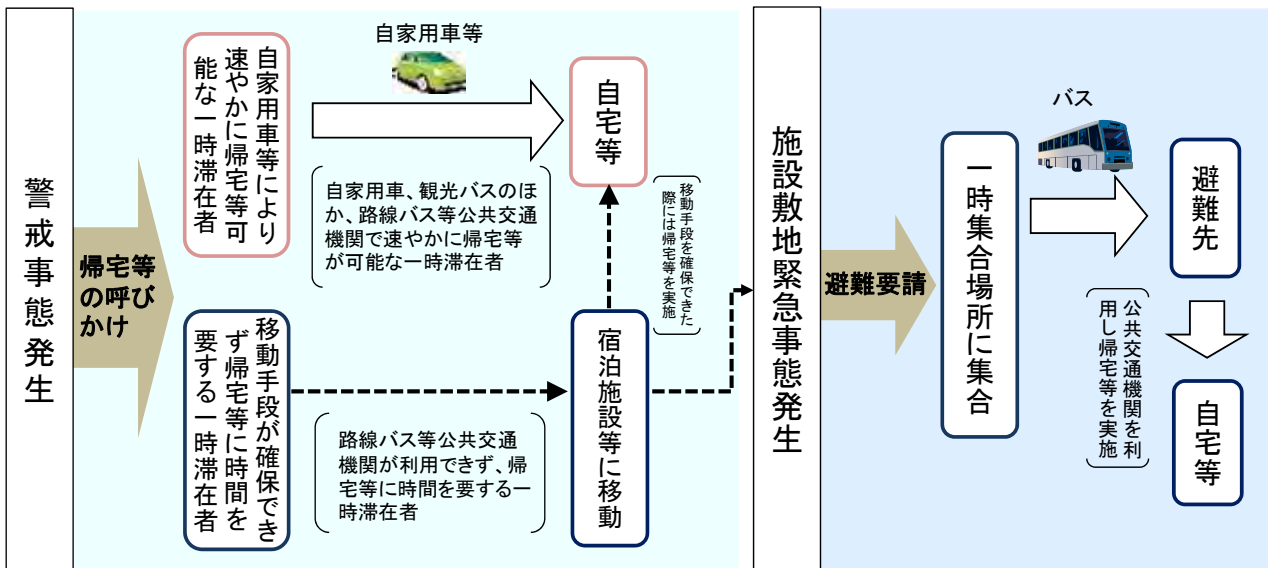 警戒事態発生
帰宅等
の呼び
かけ
自家用車等により
速やかに帰宅等可
能な一時滞在者
自家用車等
自家用車、観光バスのほ
か、路線バス等公共交通
機関で速やかに帰宅等
が可能な一時滞在者
自宅等
移動手段を確保できた
際には帰宅等を実施
移動手段が確保でき
ず帰宅等に時間を
要する一時滞在者
路線バス等公共交通
機関が利用できず、帰
宅等に時間を要する一
時滞在者
宿泊施設等に移動
施設敷地緊急事態発生
避難要請
一時集合場所に集合
バス
避難先
公共交通機関を利
用し帰宅等を実施
自宅等